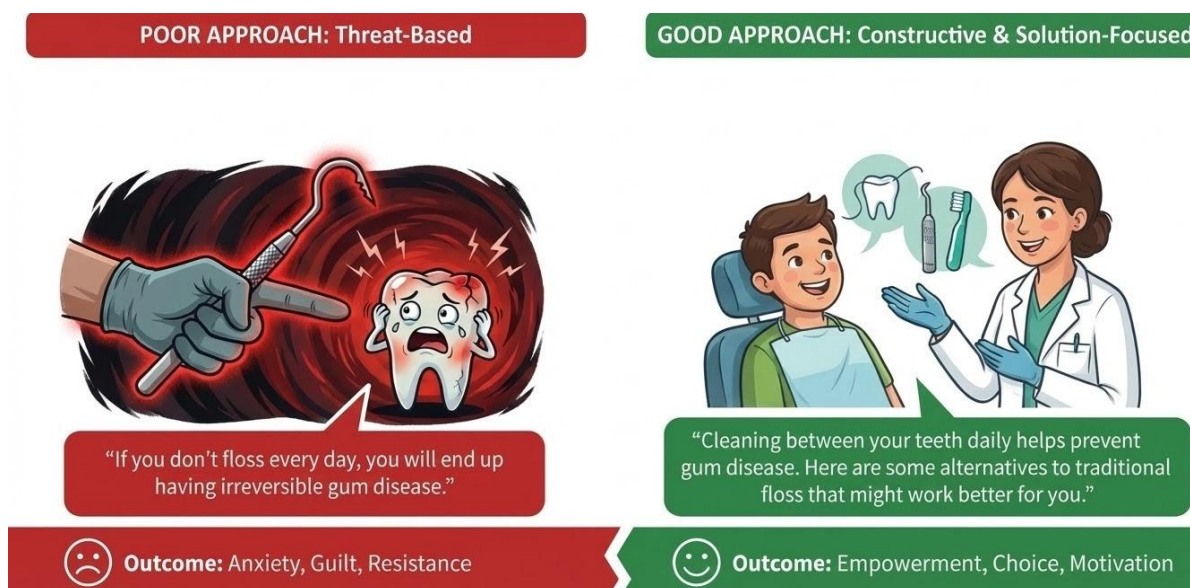 POOR APPROACH: Threat-Based
“If you don’t floss every day, you will end up
having irreversible gum disease.”
Outcome: Anxiety, Guilt, Resistance
GOOD APPROACH: Constructive & Solution-Focused
“Cleaning between your teeth daily helps prevent
gum disease. Here are some alternatives to traditional
floss that might work better for you.”
Outcome: Empowerment, Choice, Motivation